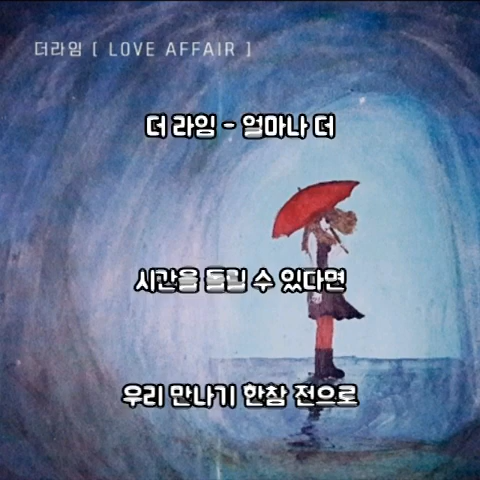 더라임 [ LOVE AFFAIR ]
더 라임 - 얼마나 더
시간을 돌릴 수 있다면
우리 만나기 한참 전으로